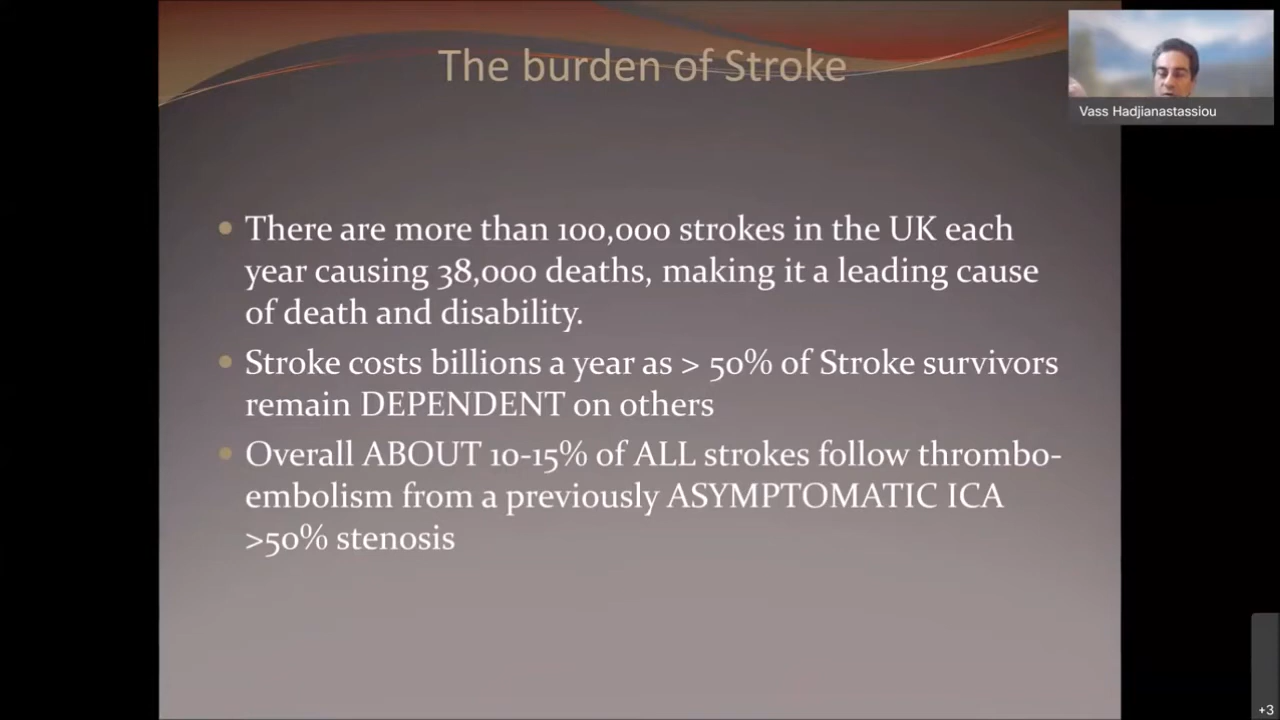 The burden of Stroke
Vass Hadjianastassiou
• There are more than 100,000 strokes in the UK each
year causing 38,000 deaths, making it a leading cause
of death and disability.
• Stroke costs billions a year as > 50% of Stroke survivors
remain DEPENDENT on others
• Overall ABOUT 10-15% of ALL strokes follow thrombo-
embolism from a previously ASYMPTOMATIC ICA
>50% stenosis
+3